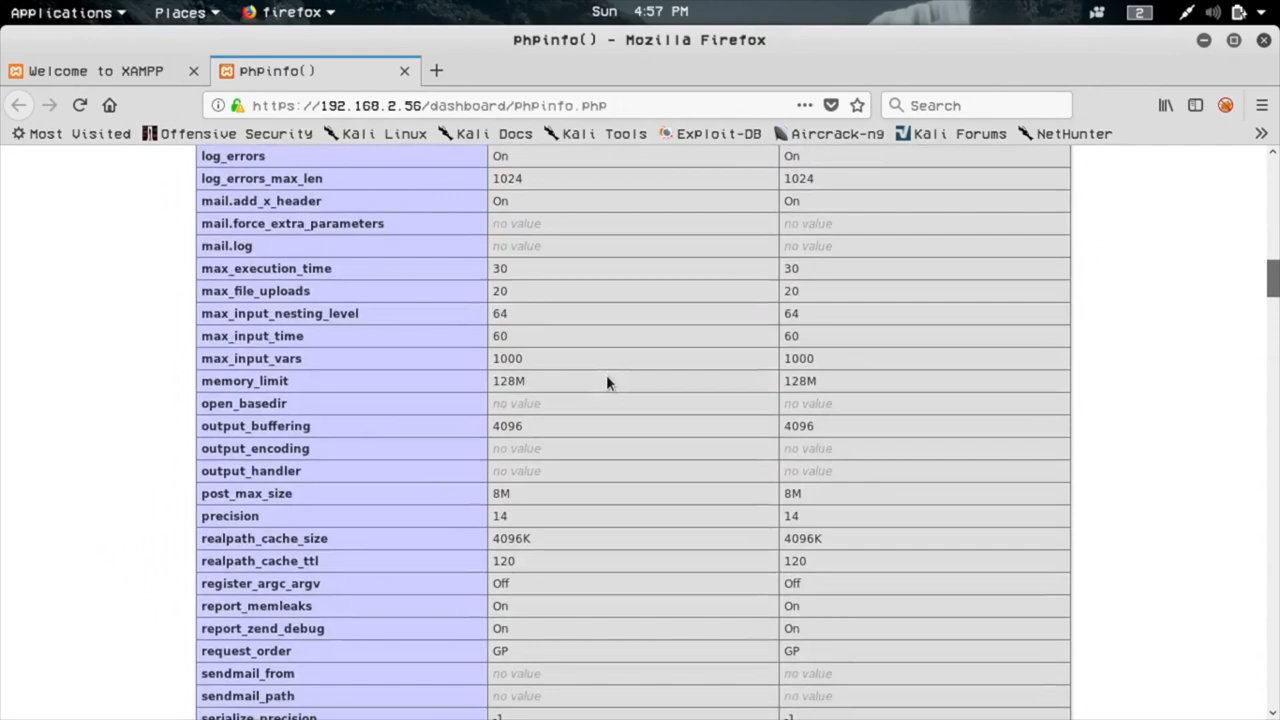 Applications Places firefox Sun 4:57 PM 2
phpinfo() - Mozilla Firefox
Welcome to XAMPP phpinfo()
https://192.168.2.56/dashboard/phpinfo.php Search
Most Visited Offensive Security Kali Linux Kali Docs Kali Tools Exploit-DB Aircrack-ng Kali Forums NetHunter
log_errors On On
log_errors_max_len 1024 1024
mail.add_x_header On On
mail.force_extra_parameters no value no value
mail.log no value no value
max_execution_time 30 30
max_file_uploads 20 20
max_input_nesting_level 64 64
max_input_time 60 60
max_input_vars 1000 1000
memory_limit 128M 128M
open_basedir no value no value
output_buffering 4096 4096
output_encoding no value no value
output_handler no value no value
post_max_size 8M 8M
precision 14 14
realpath_cache_size 4096K 4096K
realpath_cache_ttl 120 120
register_argc_argv Off Off
report_memleaks On On
report_zend_debug On On
request_order GP GP
sendmail_from no value no value
sendmail_path no value no value
serialize_precision -1 -1